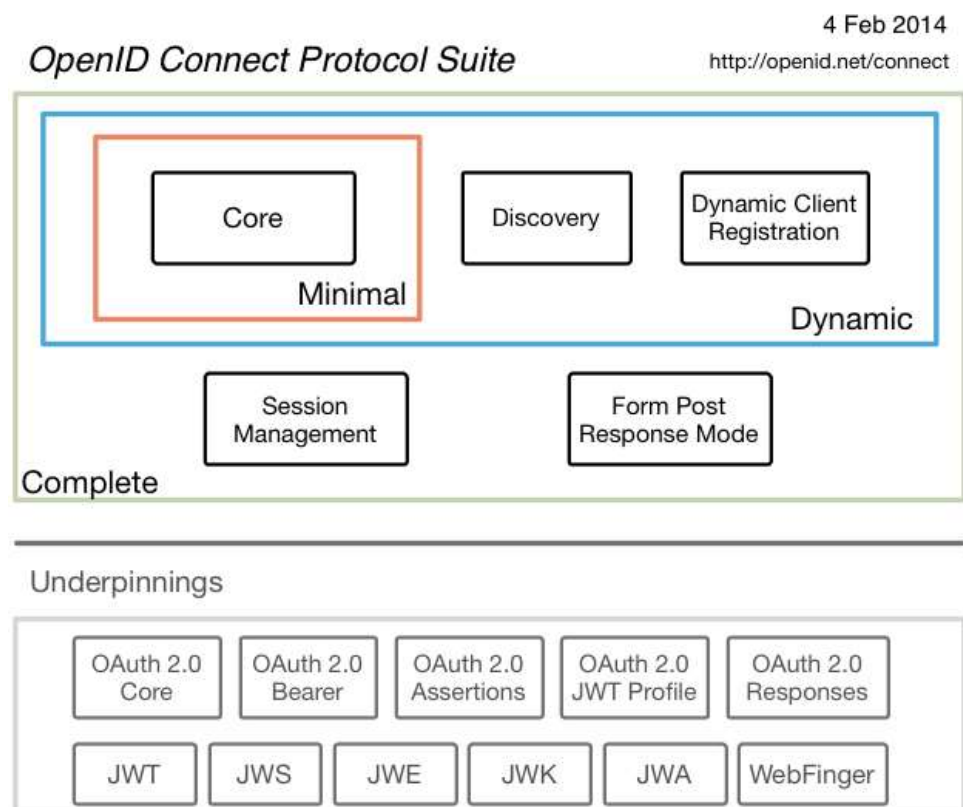 4 Feb 2014
OpenID Connect Protocol Suite
http://openid.net/connect
Core
Minimal
Discovery
Dynamic Client
Registration
Dynamic
Session
Management
Form Post
Response Mode
Complete
Underpinnings
OAuth 2.0
Core
OAuth 2.0
Bearer
OAuth 2.0
Assertions
OAuth 2.0
JWT Profile
OAuth 2.0
Responses
JWT
JWS
JWE
JWK
JWA
WebFinger